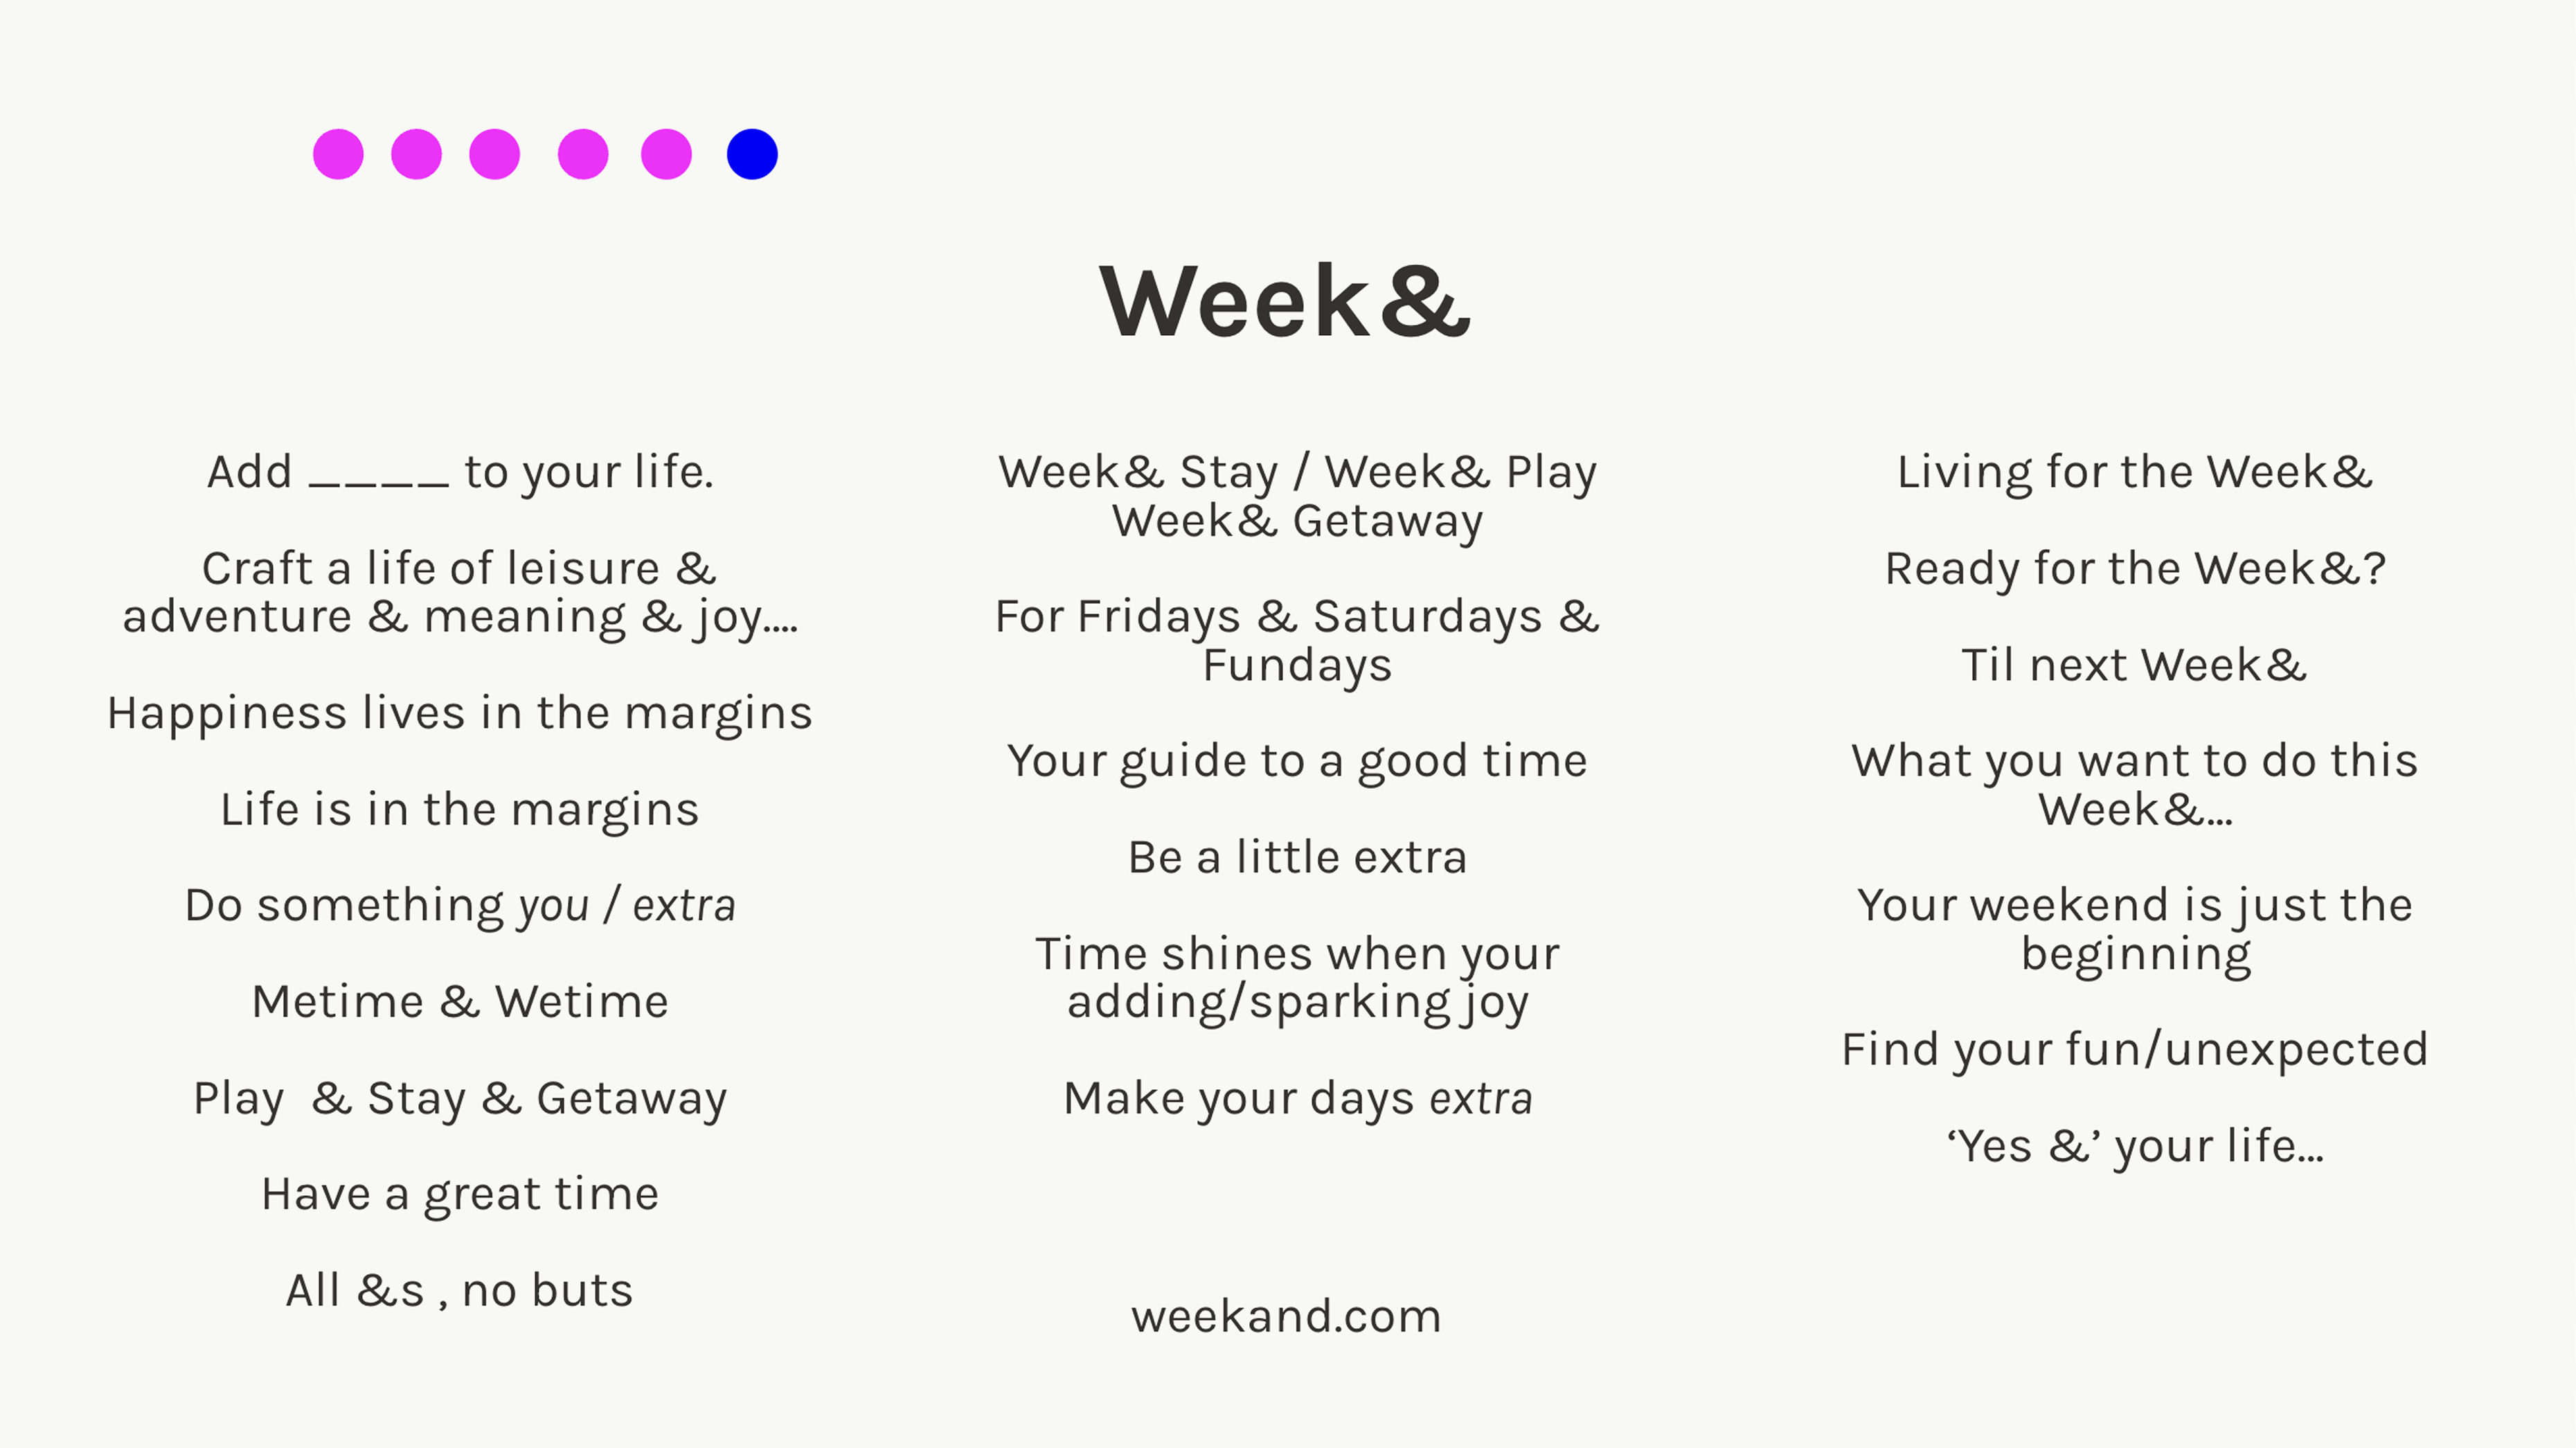 Week&
Add ____ to your life.
Craft a life of leisure &
adventure & meaning & joy....
Happiness lives in the margins
Life is in the margins
Do something you / extra
Metime & Wetime
Play  & Stay & Getaway
Have a great time
All &s , no buts
Week& Stay / Week& Play
Week& Getaway
For Fridays & Saturdays &
Fundays
Your guide to a good time
Be a little extra
Time shines when your
adding/sparking joy
Make your days extra
weekand.com
Living for the Week&
Ready for the Week&?
Til next Week&
What you want to do this
Week&...
Your weekend is just the
beginning
Find your fun/unexpected
‘Yes &’ your life...